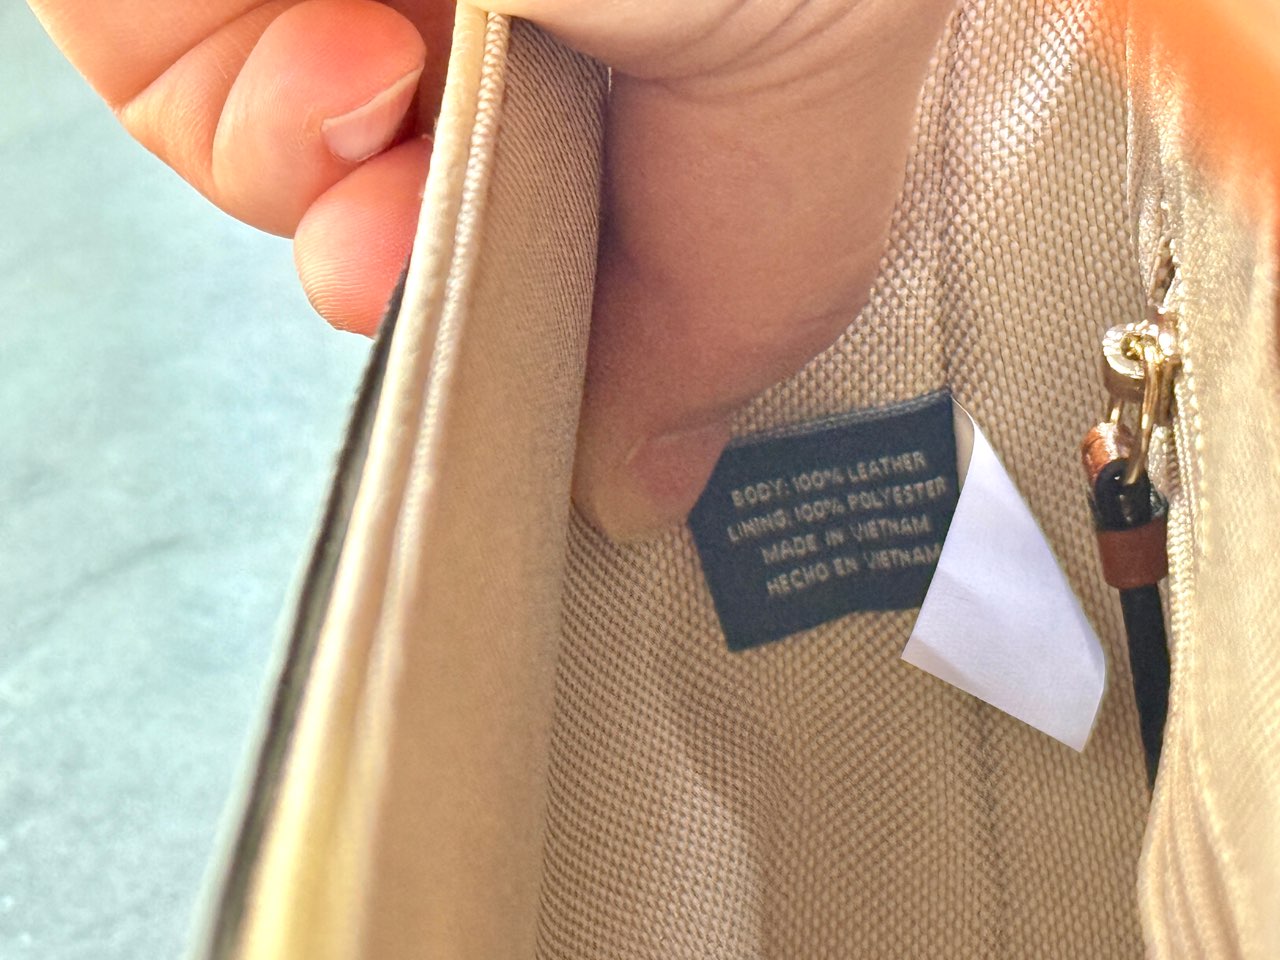 BODY: 100% LEATHER
LINING: 100% POLYESTER
MADE IN VIETNAM
HECHO EN VIETNAM